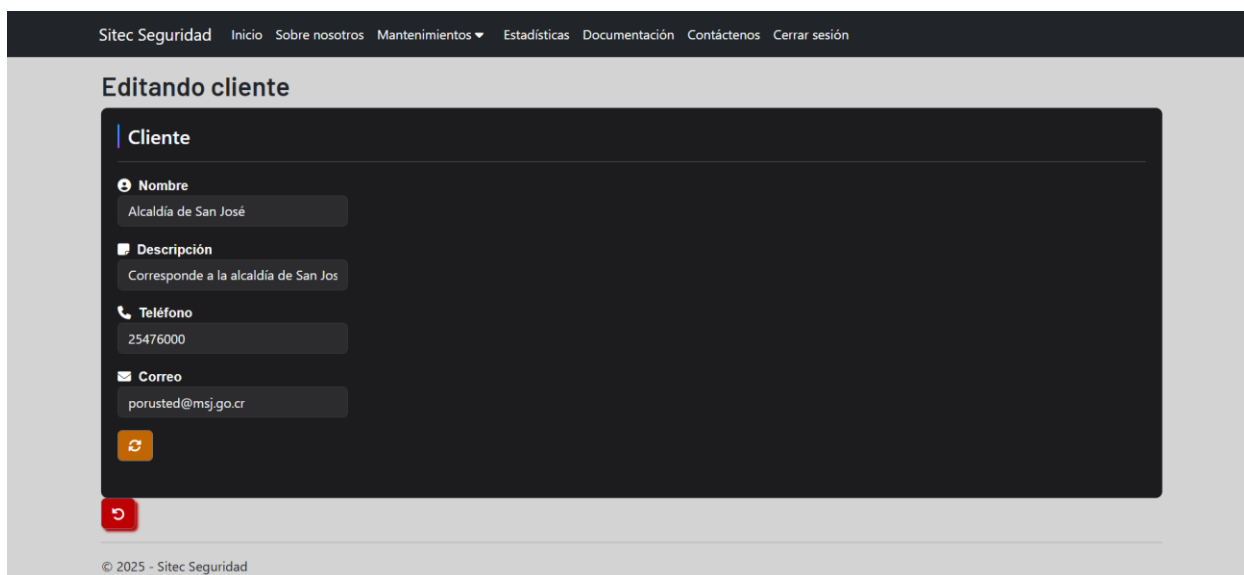 Sitec Seguridad Inicio Sobre nosotros Mantenimientos Estadísticas Documentación Contáctenos Cerrar sesión
Editando cliente
Cliente
Nombre
Alcaldía de San José
Descripción
Corresponde a la alcaldía de San Jos
Teléfono
25476000
Correo
porusted@msj.go.cr
© 2025 - Sitec Seguridad